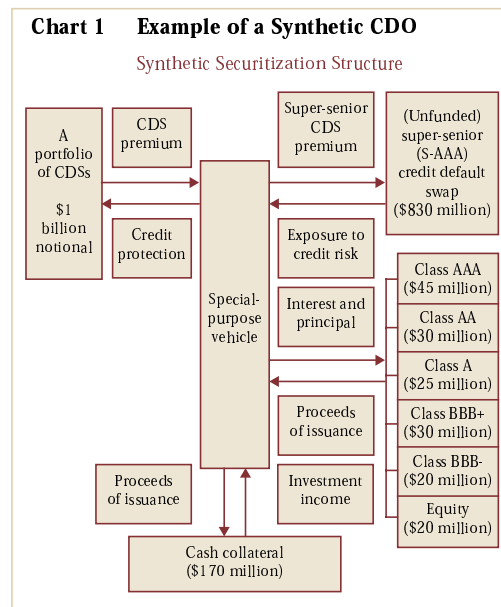 Chart 1 Example of a Synthetic CDO
Synthetic Securitization Structure
A
portfolio
of CDSs
$1
billion
notional
CDS
premium
Credit
protection
Special-
purpose
vehicle
Super-senior
CDS
premium
Exposure to
credit risk
(Unfunded)
super-senior
(S-AAA)
credit default
swap
($830 million)
Interest and
principal
Proceeds
of issuance
Class AAA
($45 million)
Class AA
($30 million)
Class A
($25 million)
Class BBB+
($30 million)
Class BBB-
($20 million)
Equity
($20 million)
Proceeds
of issuance
Investment
income
Cash collateral
($170 million)